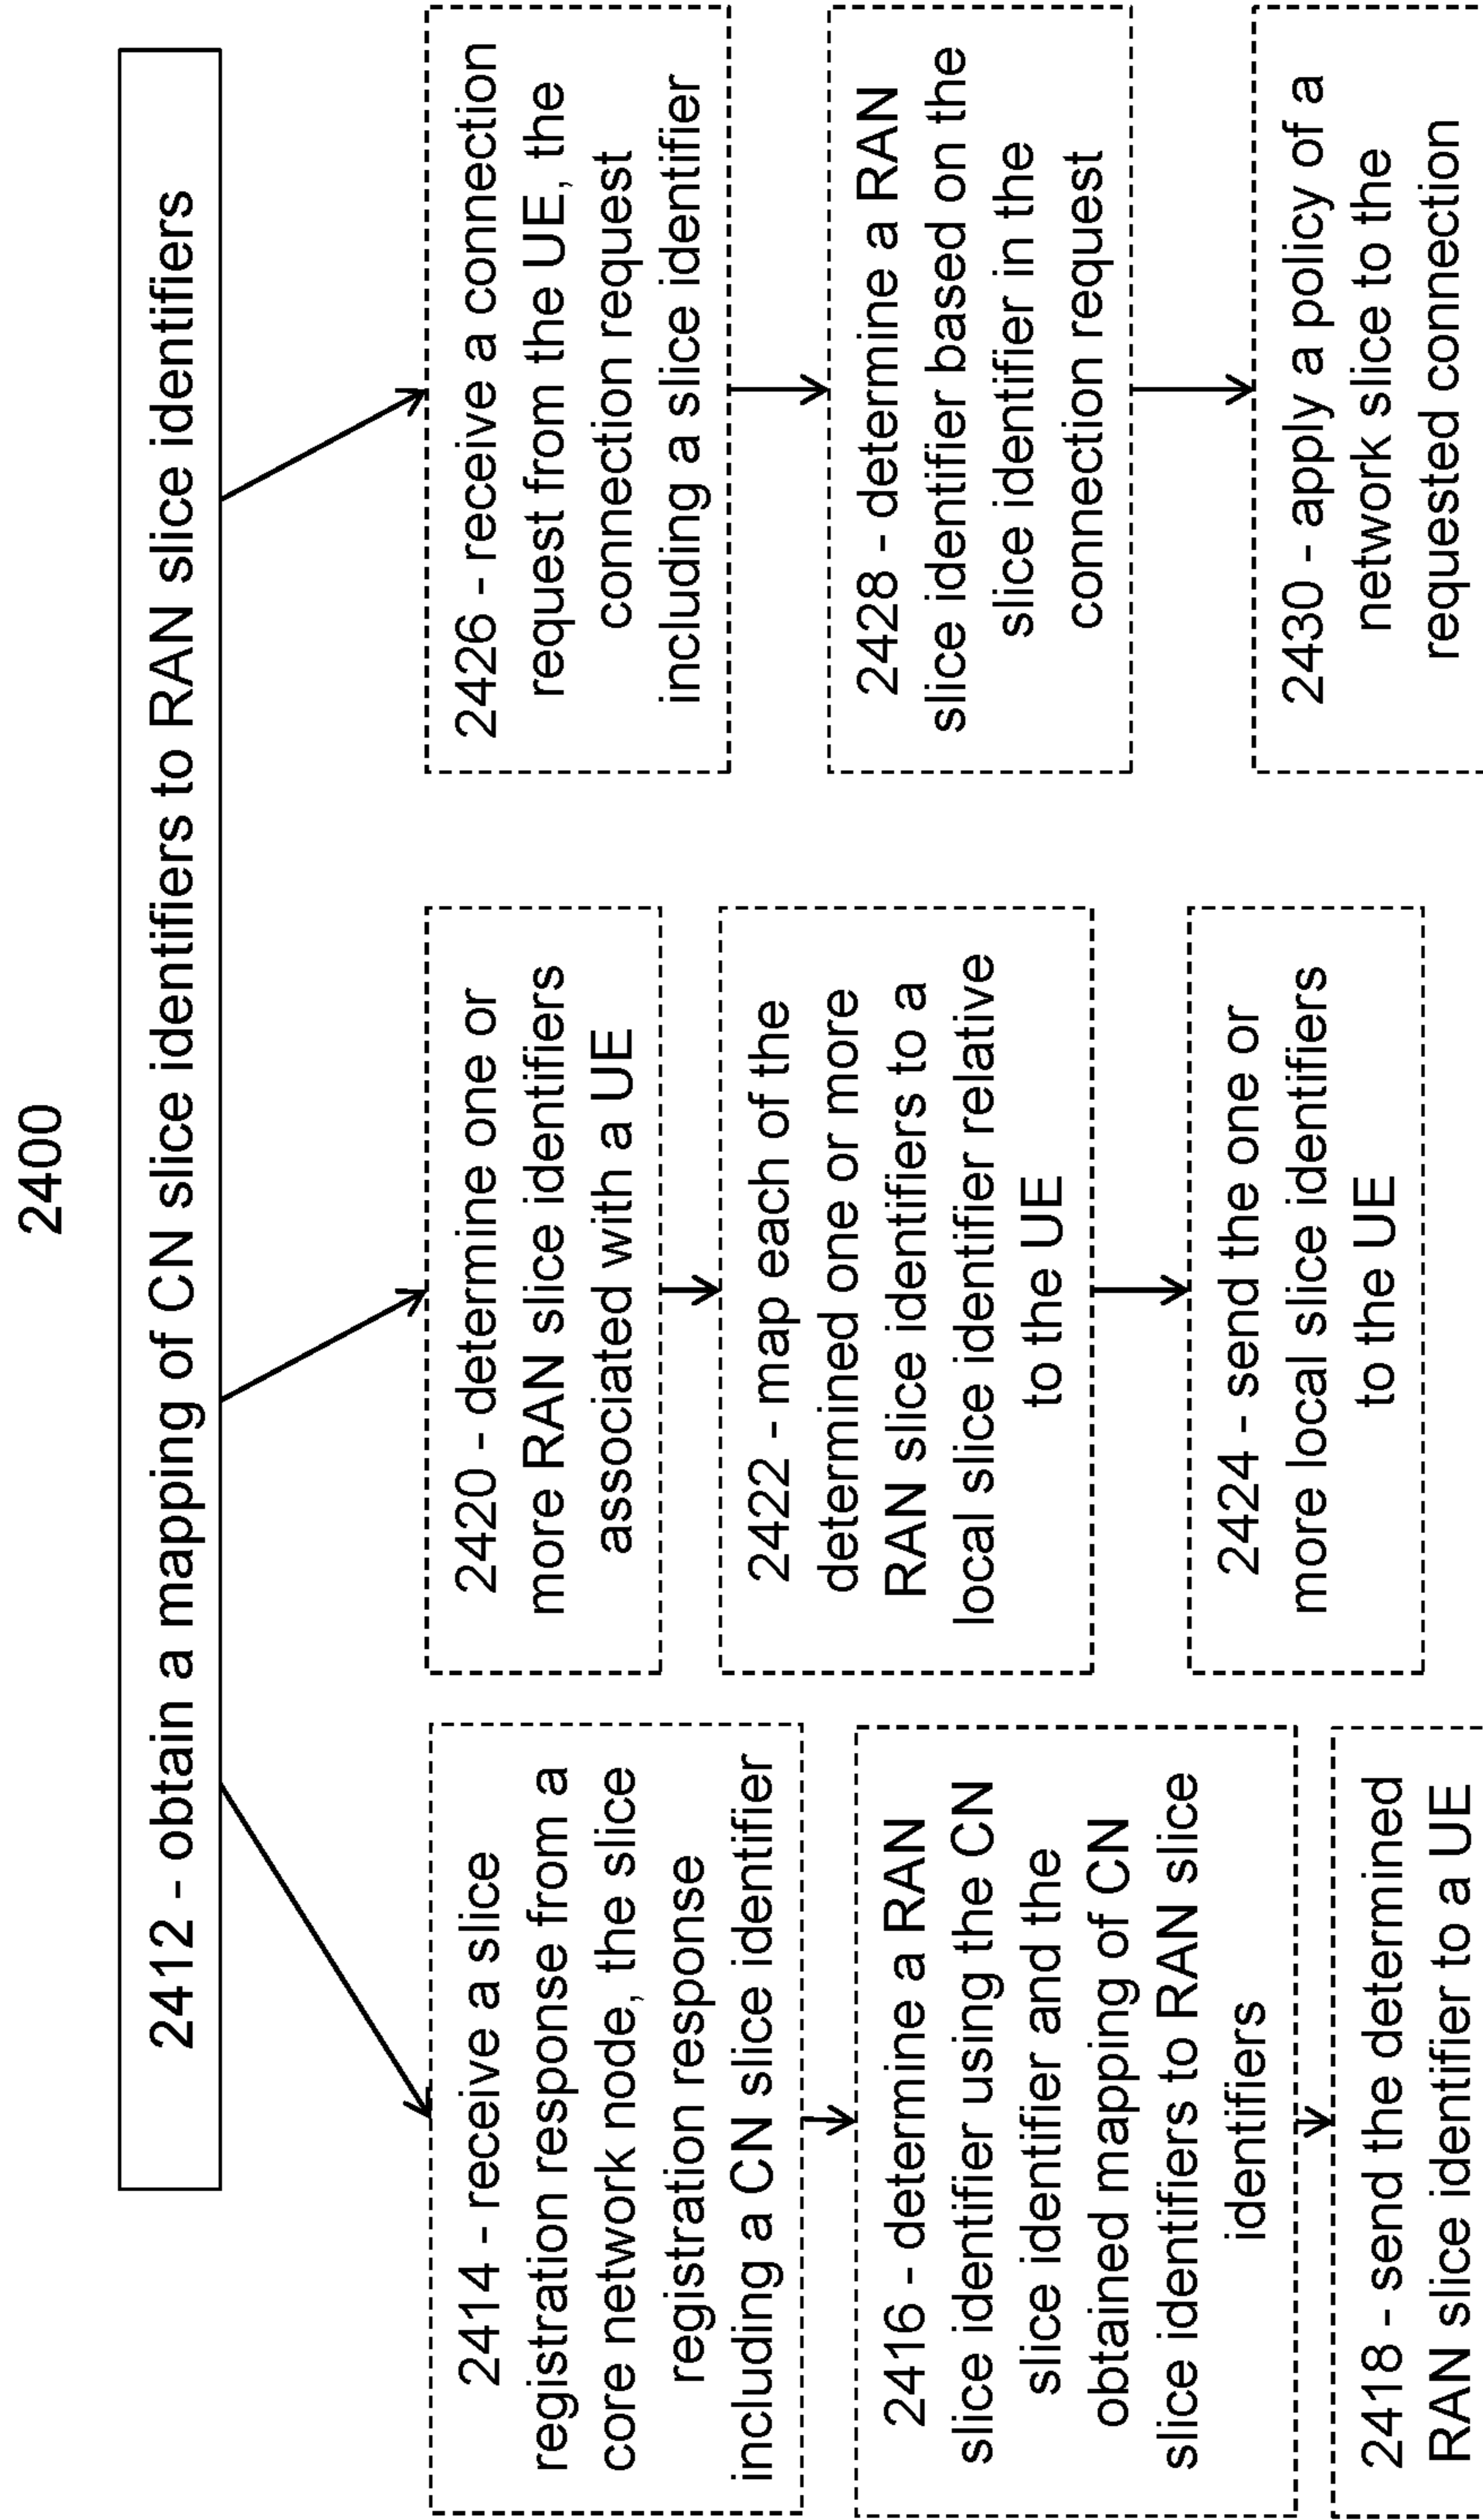 2400
2412 - obtain a mapping of CN slice identifiers to RAN slice identifiers
2414 - receive a slice
registration response from a
core network node, the slice
registration response
including a CN slice identifier
2416 - determine a RAN
slice identifier using the CN
slice identifier and the
obtained mapping of CN
slice identifiers to RAN slice
identifiers
2418 - send the determined
RAN slice identifier to a UE
2420 - determine one or
more RAN slice identifiers
associated with a UE
2422 - map each of the
determined one or more
RAN slice identifiers to a
local slice identifier relative
to the UE
2424 - send the one or
more local slice identifiers
to the UE
2426 - receive a connection
request from the UE, the
connection request
including a slice identifier
2428 - determine a RAN
slice identifier based on the
slice identifier in the
connection request
2430 - apply a policy of a
network slice to the
requested connection